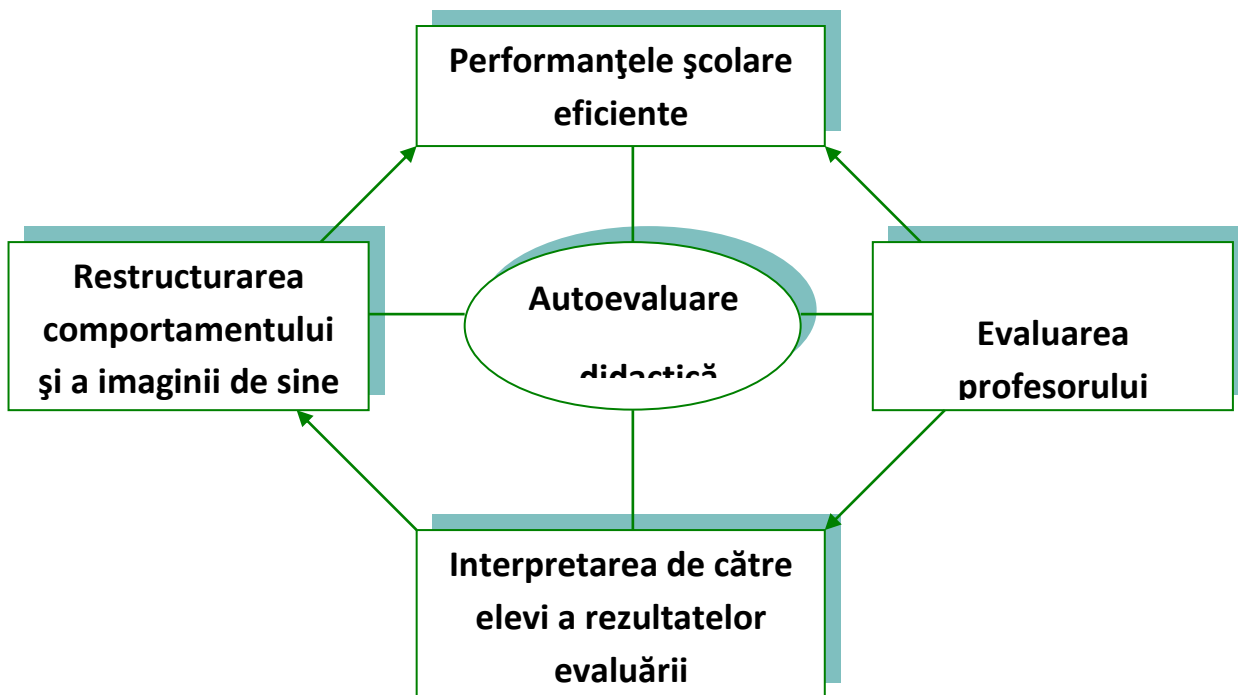 Performanţele şcolare
eficiente
Restructurarea
comportamentului
şi a imaginii de sine
Autoevaluare
didactică
Evaluarea
profesorului
Interpretarea de către
elevi a rezultatelor
evaluării